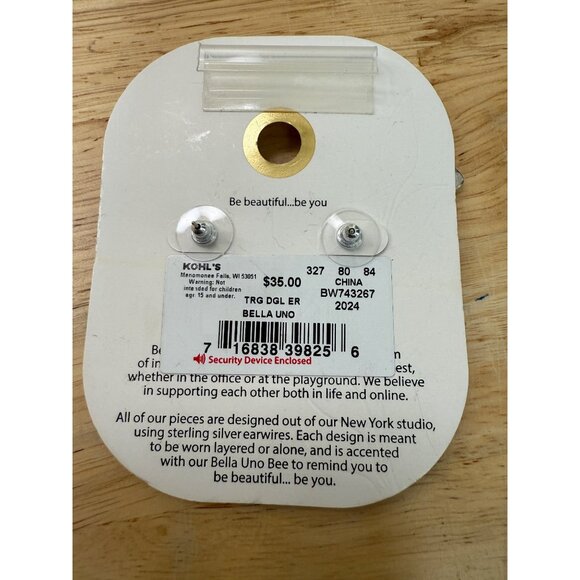 Be beautiful...be you
KOHL'S
Menomonee Falls, WI 53051
Warning: Not
intended for children
age 15 and under.
$35.00
327 80 84
CHINA
BW743267
2024
TRG DGL ER
BELLA UNO
7 16838 39825 6
Security Device Enclosed
Be
of in
est,
whether in the office or at the playground. We believe
in supporting each other both in life and online.
All of our pieces are designed out of our New York studio,
using sterling silver earwires. Each design is meant
to be worn layered or alone, and is accented
with our Bella Uno Bee to remind you to
be beautiful... be you.